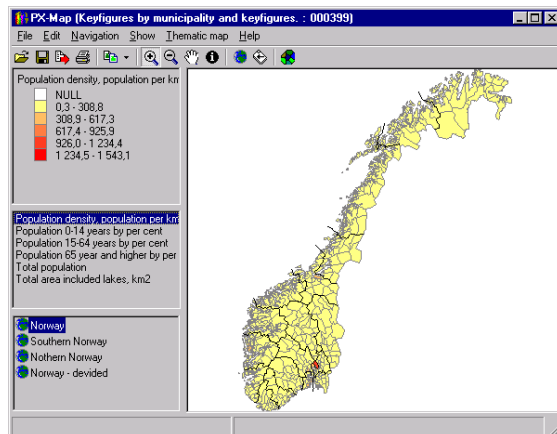 PX-Map (Keyfigures by municipality and keyfigures. : 000399)
File Edit Navigation Show Thematic map Help
Population density, population per km
NULL
0,3 - 308,8
308,9 - 617,3
617,4 - 925,9
926,0 - 1 234,4
1 234,5 - 1 543,1
Population density, population per km
Population 0-14 years by per cent
Population 15-64 years by per cent
Population 65 year and higher by per
Total population
Total area included lakes, km2
Norway
Southern Norway
Nothern Norway
Norway - devided